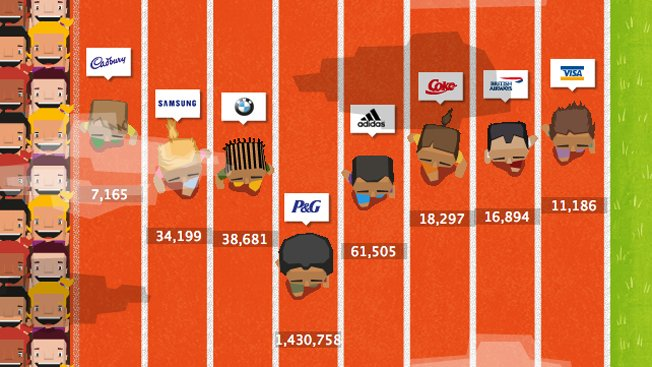 Cadbury
7,165
SAMSUNG
34,199
BMW
38,681
P&G
1,430,758
adidas
61,505
Coke
18,297
BRITISH
AIRWAYS
16,894
VISA
11,186